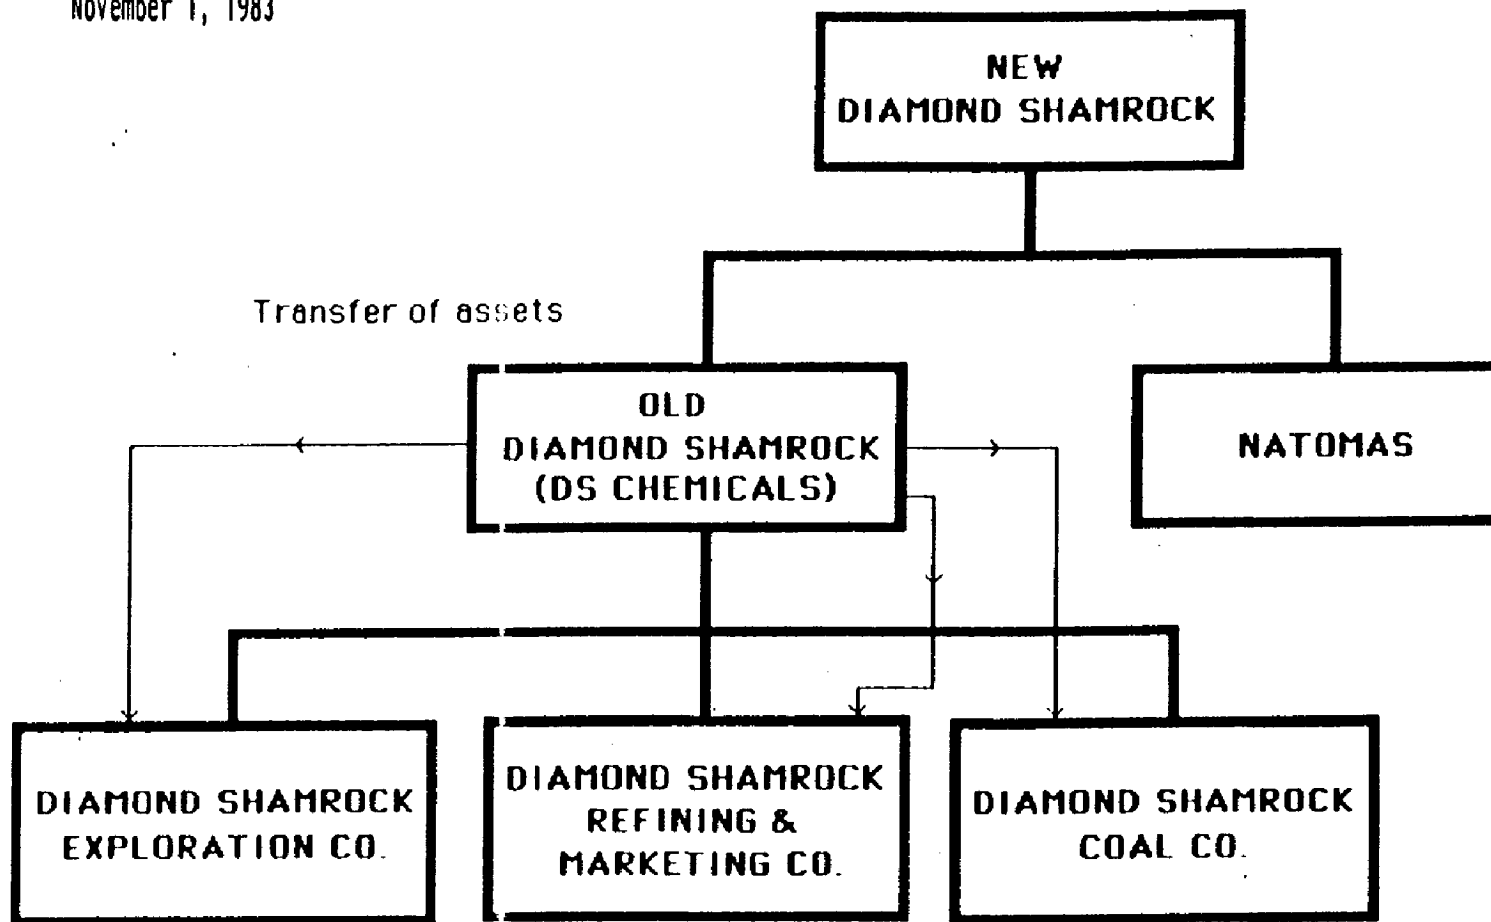 November 1, 1983
NEW
DIAMOND SHAMROCK
Transfer of assets
OLD
DIAMOND SHAMROCK
(DS CHEMICALS)
NATOMAS
DIAMOND SHAMROCK
EXPLORATION CO.
DIAMOND SHAMROCK
REFINING &
MARKETING CO.
DIAMOND SHAMROCK
COAL CO.